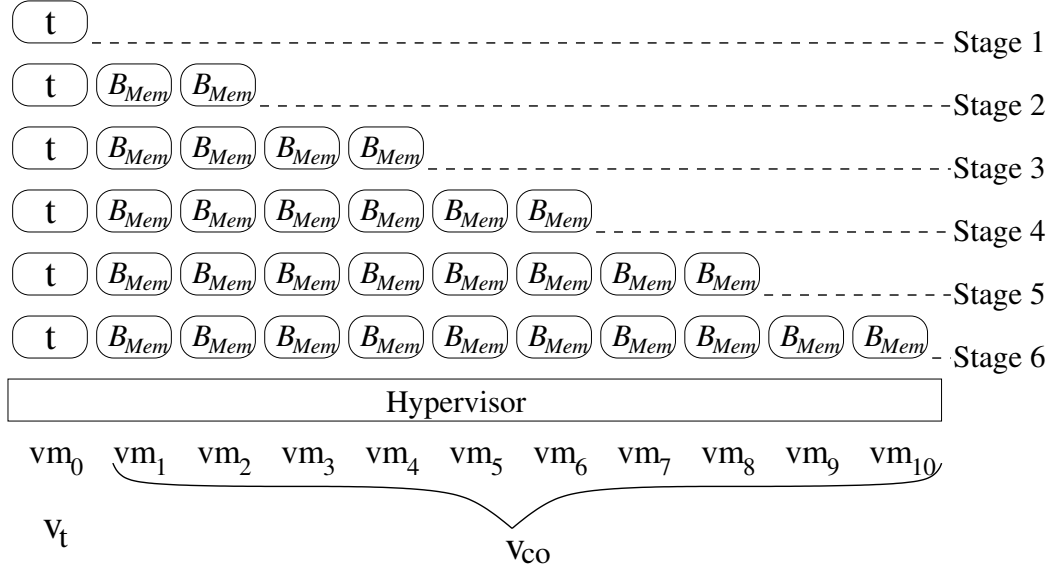 t Stage 1
t B_Mem B_Mem Stage 2
t B_Mem B_Mem B_Mem B_Mem Stage 3
t B_Mem B_Mem B_Mem B_Mem B_Mem B_Mem Stage 4
t B_Mem B_Mem B_Mem B_Mem B_Mem B_Mem B_Mem B_Mem Stage 5
t B_Mem B_Mem B_Mem B_Mem B_Mem B_Mem B_Mem B_Mem B_Mem B_Mem Stage 6
Hypervisor
vm_0 vm_1 vm_2 vm_3 vm_4 vm_5 vm_6 vm_7 vm_8 vm_9 vm_10
v_t v_co